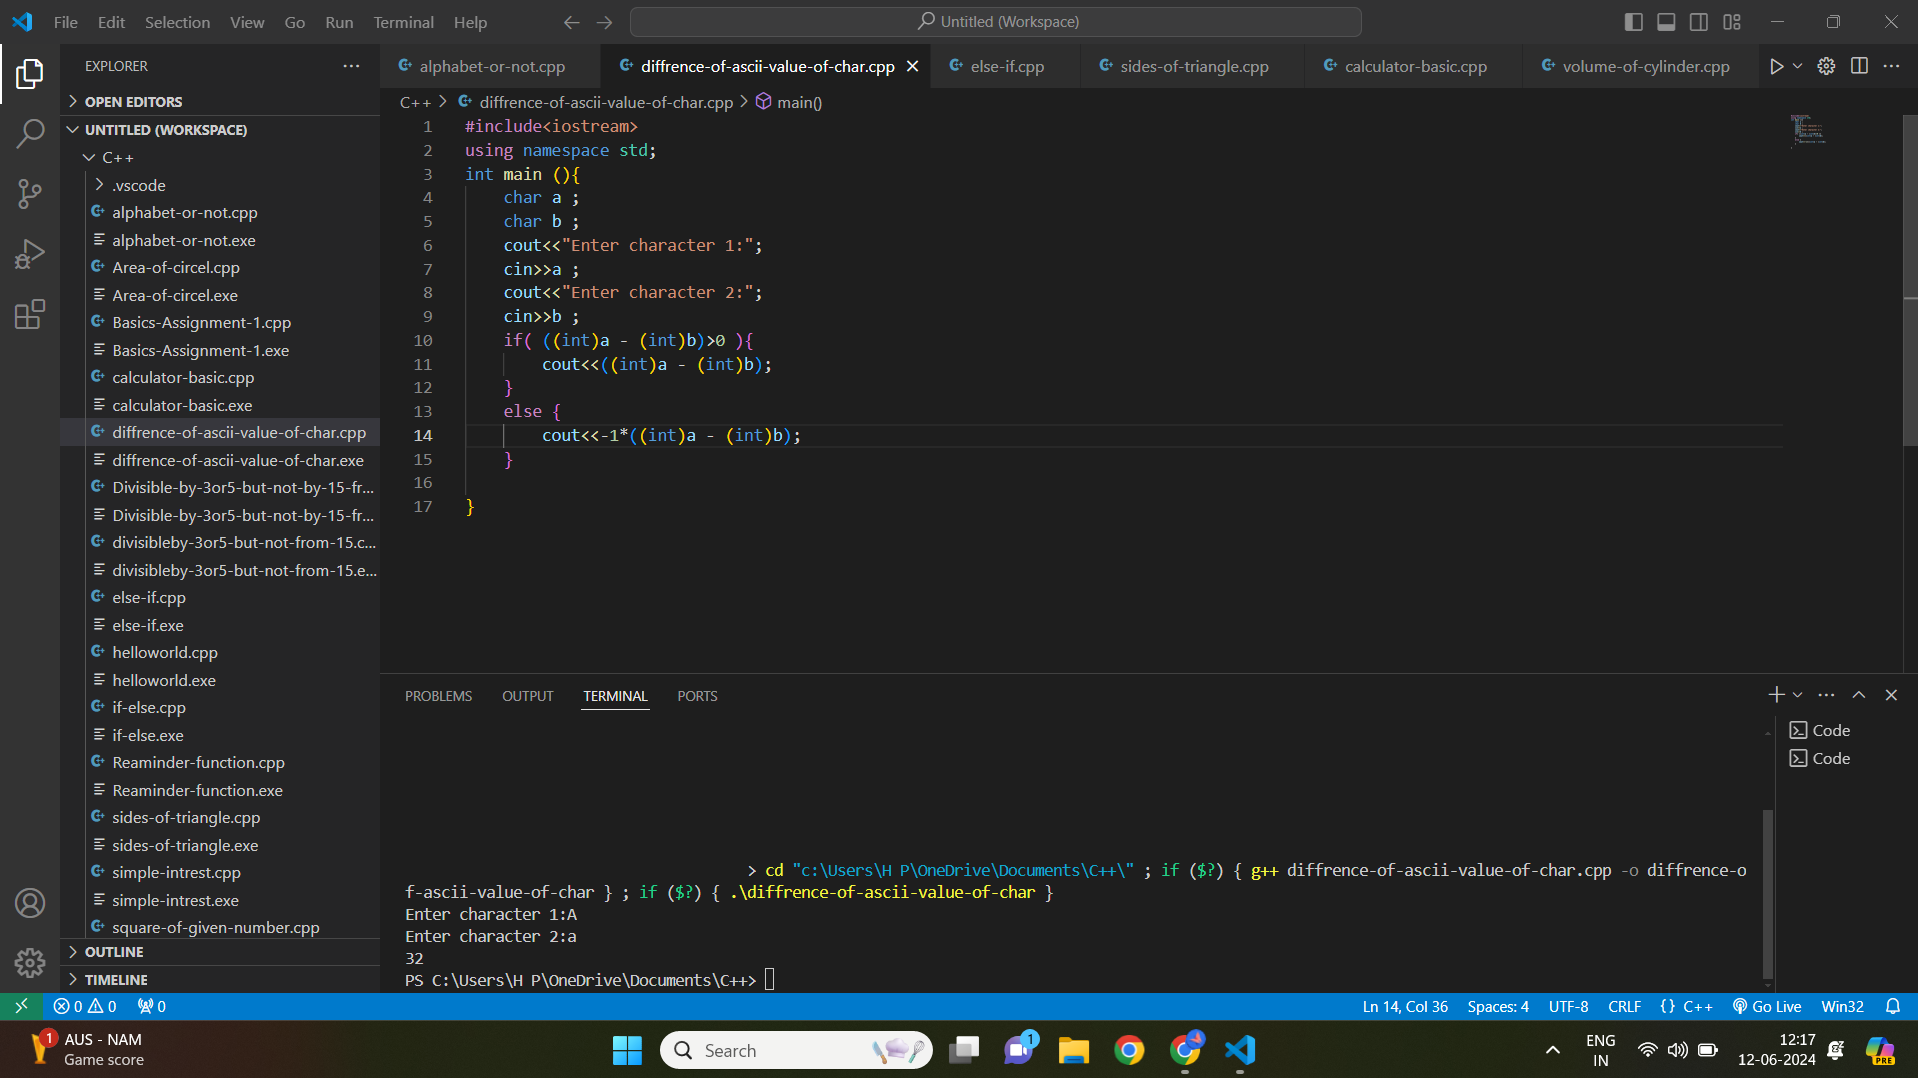 File Edit Selection View Go Run Terminal Help
Untitled (Workspace)
EXPLORER
OPEN EDITORS
UNTITLED (WORKSPACE)
C++
.vscode
alphabet-or-not.cpp
alphabet-or-not.exe
Area-of-circel.cpp
Area-of-circel.exe
Basics-Assignment-1.cpp
Basics-Assignment-1.exe
calculator-basic.cpp
calculator-basic.exe
diffrence-of-ascii-value-of-char.cpp
diffrence-of-ascii-value-of-char.exe
Divisible-by-3or5-but-not-by-15-fr...
Divisible-by-3or5-but-not-by-15-fr...
divisibleby-3or5-but-not-from-15.c...
divisibleby-3or5-but-not-from-15.e...
else-if.cpp
else-if.exe
helloworld.cpp
helloworld.exe
if-else.cpp
if-else.exe
Reaminder-function.cpp
Reaminder-function.exe
sides-of-triangle.cpp
sides-of-triangle.exe
simple-intrest.cpp
simple-intrest.exe
square-of-given-number.cpp
OUTLINE
TIMELINE
alphabet-or-not.cpp diffrence-of-ascii-value-of-char.cpp else-if.cpp sides-of-triangle.cpp calculator-basic.cpp volume-of-cylinder.cpp
C++ > diffrence-of-ascii-value-of-char.cpp > main()
1 #include<iostream>
2 using namespace std;
3 int main (){
4 char a ;
5 char b ;
6 cout<<"Enter character 1:";
7 cin>>a ;
8 cout<<"Enter character 2:";
9 cin>>b ;
10 if( ((int)a - (int)b)>0 ){
11 cout<<((int)a - (int)b);
12 }
13 else {
14 cout<<-1*((int)a - (int)b);
15 }
16
17 }
PROBLEMS OUTPUT TERMINAL PORTS
Code
Code
> cd "c:\Users\H P\OneDrive\Documents\C++\" ; if ($?) { g++ diffrence-of-ascii-value-of-char.cpp -o diffrence-o
f-ascii-value-of-char } ; if ($?) { .\diffrence-of-ascii-value-of-char }
Enter character 1:A
Enter character 2:a
32
PS C:\Users\H P\OneDrive\Documents\C++>
0 0 0 Ln 14, Col 36 Spaces: 4 UTF-8 CRLF {} C++ Go Live Win32
1
AUS - NAM
Game score
Search
1
ENG
IN
12:17
12-06-2024
PRE